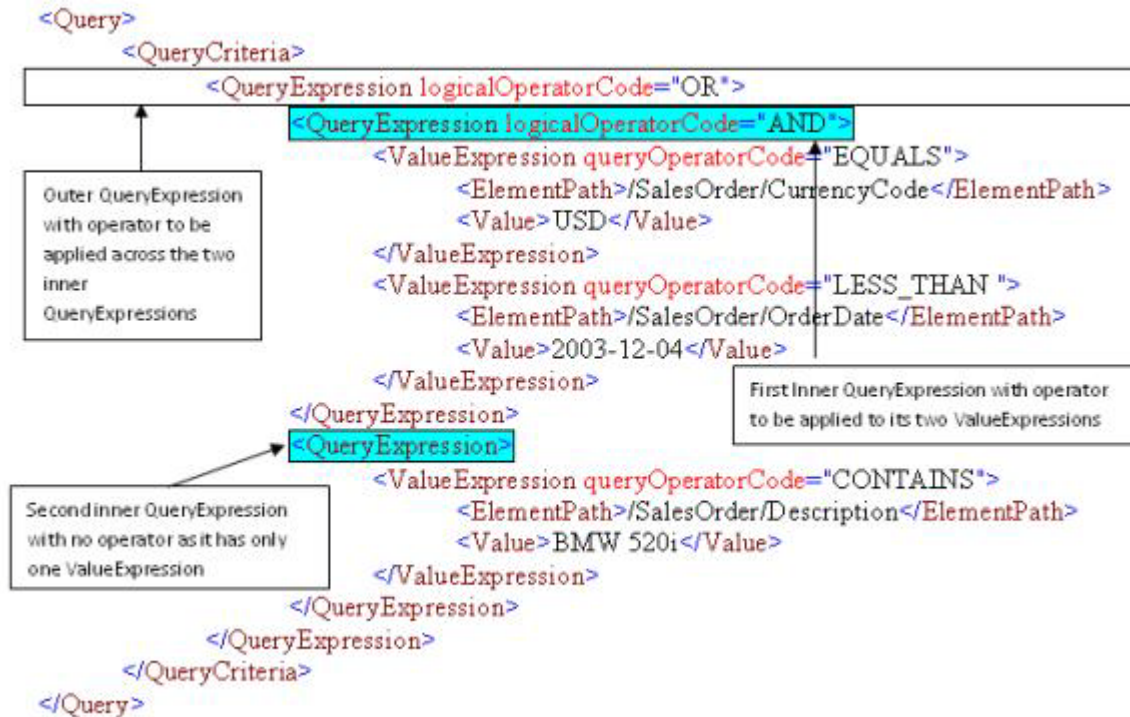 <Query>
<QueryCriteria>
<QueryExpression logicalOperatorCode="OR">
<QueryExpression logicalOperatorCode="AND">
<ValueExpression queryOperatorCode="EQUALS">
<ElementPath>/SalesOrder/CurrencyCode</ElementPath>
<Value>USD</Value>
</ValueExpression>
<ValueExpression queryOperatorCode="LESS_THAN ">
<ElementPath>/SalesOrder/OrderDate</ElementPath>
<Value>2003-12-04</Value>
</ValueExpression>
</QueryExpression>
<QueryExpression>
<ValueExpression queryOperatorCode="CONTAINS">
<ElementPath>/SalesOrder/Description</ElementPath>
<Value>BMW 520i</Value>
</ValueExpression>
</QueryExpression>
</QueryExpression>
</QueryCriteria>
</Query>
Outer QueryExpression
with operator to be
applied across the two
inner
QueryExpressions
First Inner QueryExpression with operator
to be applied to its two ValueExpressions
Second inner QueryExpression
with no operator as it has only
one ValueExpression